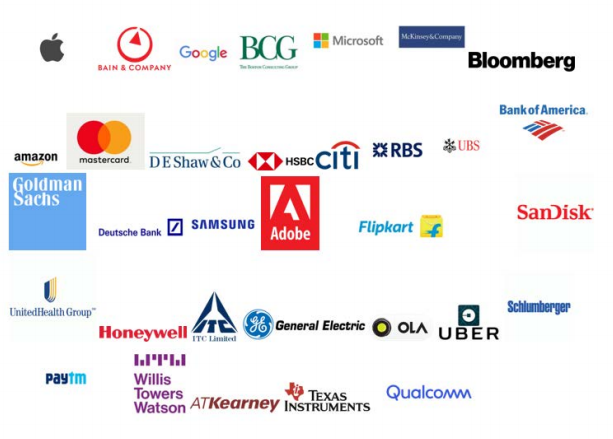 BAIN & COMPANY
Google
BCG
THE BOSTON CONSULTING GROUP
Microsoft
McKinsey&Company
Bloomberg
Bank of America.
amazon
mastercard
DE Shaw & Co
HSBC
citi
RBS
UBS
Goldman
Sachs
Deutsche Bank
SAMSUNG
Adobe
Flipkart
f
SanDisk
UnitedHealth Group
Honeywell
ITC Limited
GE
General Electric
OLA
UBER
Schlumberger
paytm
Willis
Towers
Watson
ATKearney
TEXAS
INSTRUMENTS
Qualcomm